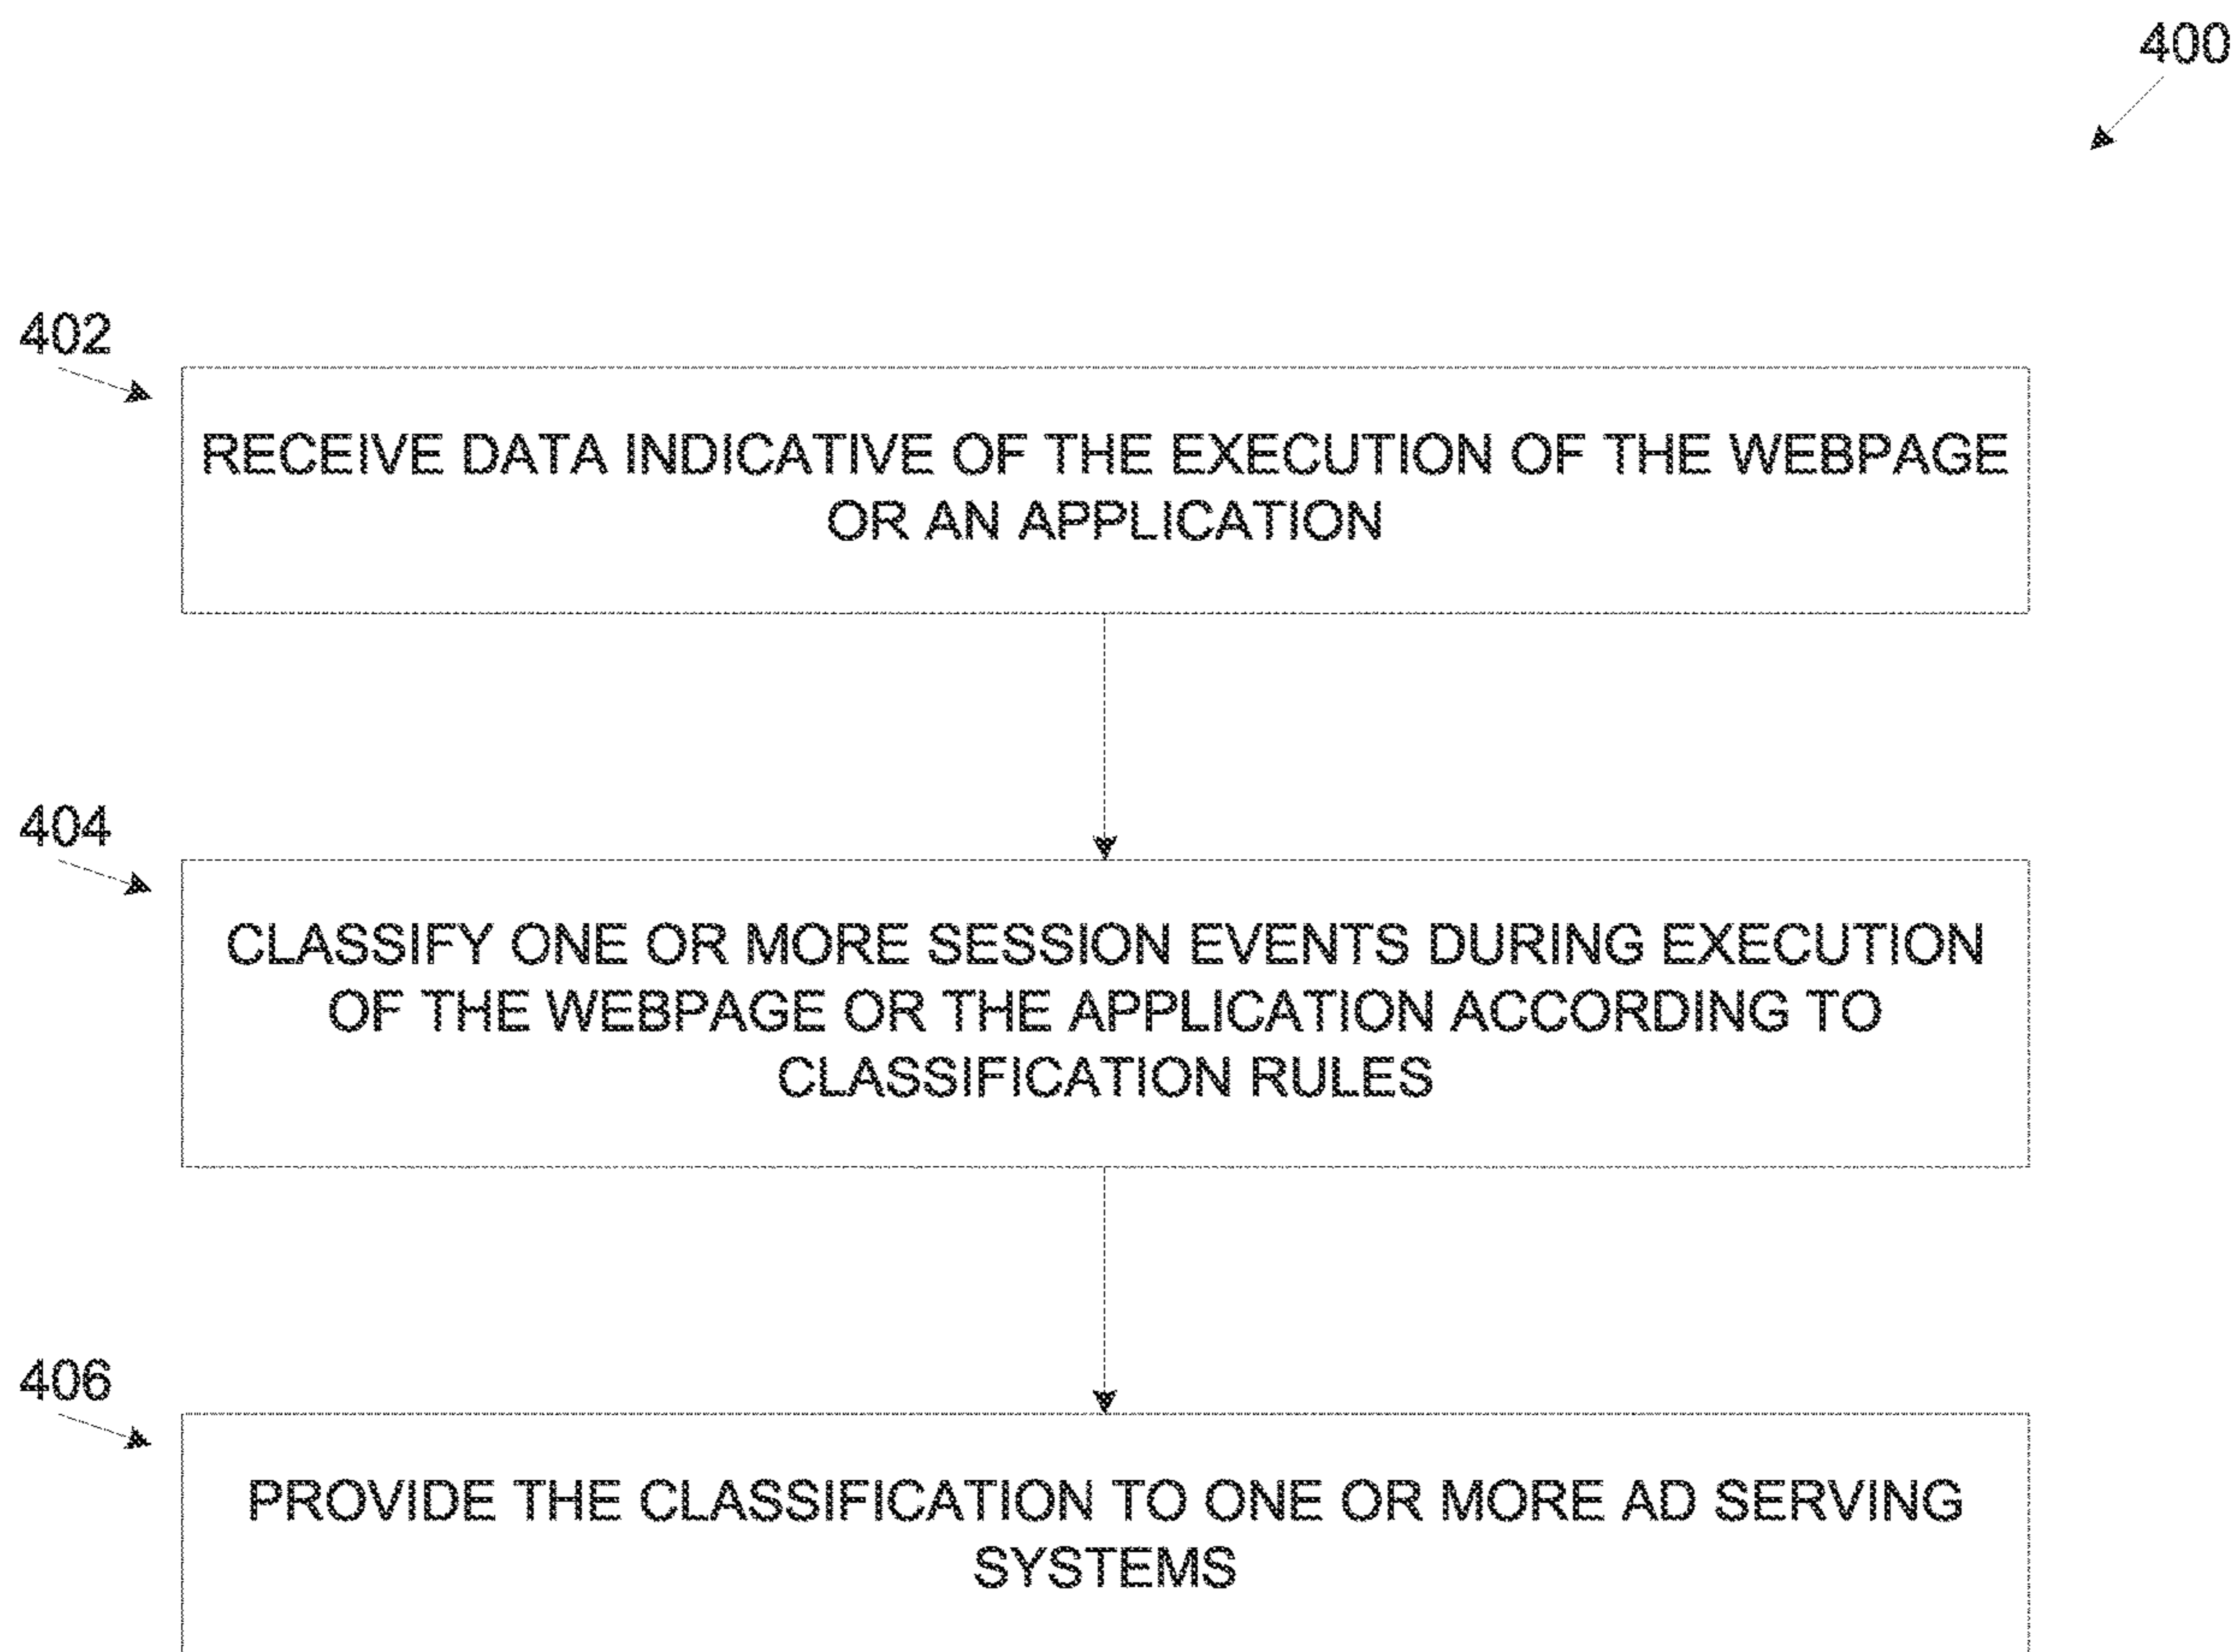 400
402
RECEIVE DATA INDICATIVE OF THE EXECUTION OF THE WEBPAGE
OR AN APPLICATION
404
CLASSIFY ONE OR MORE SESSION EVENTS DURING EXECUTION
OF THE WEBPAGE OR THE APPLICATION ACCORDING TO
CLASSIFICATION RULES
406
PROVIDE THE CLASSIFICATION TO ONE OR MORE AD SERVING
SYSTEMS